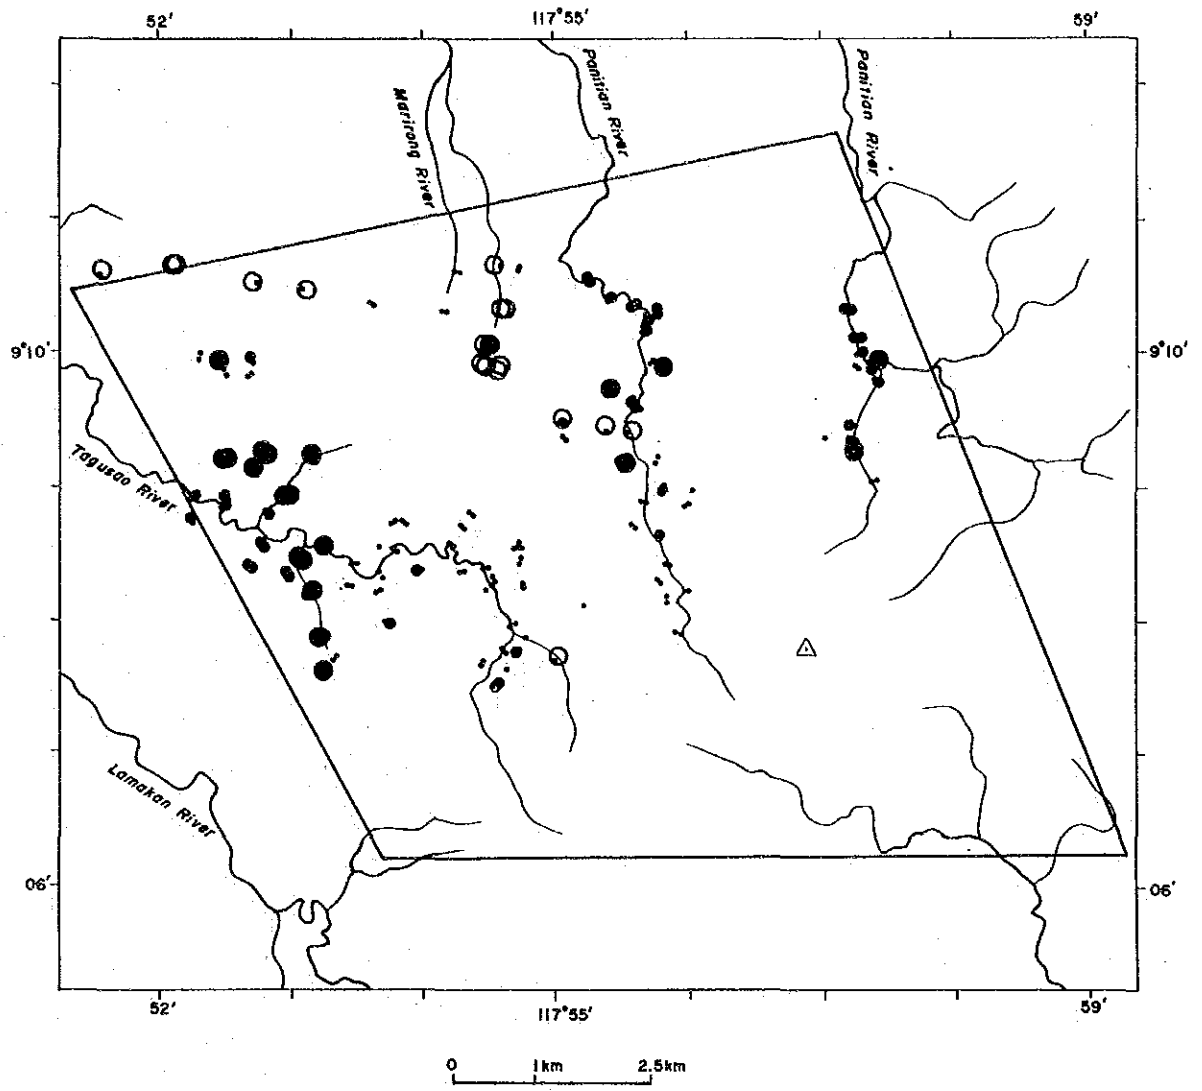 52' 117°55' 59'
Marirong River
Panitian River
Panitian River
9°10' 9°10'
Tagusao River
Lamakan River
06' 06'
52' 117°55' 59'
0 1km 2.5km